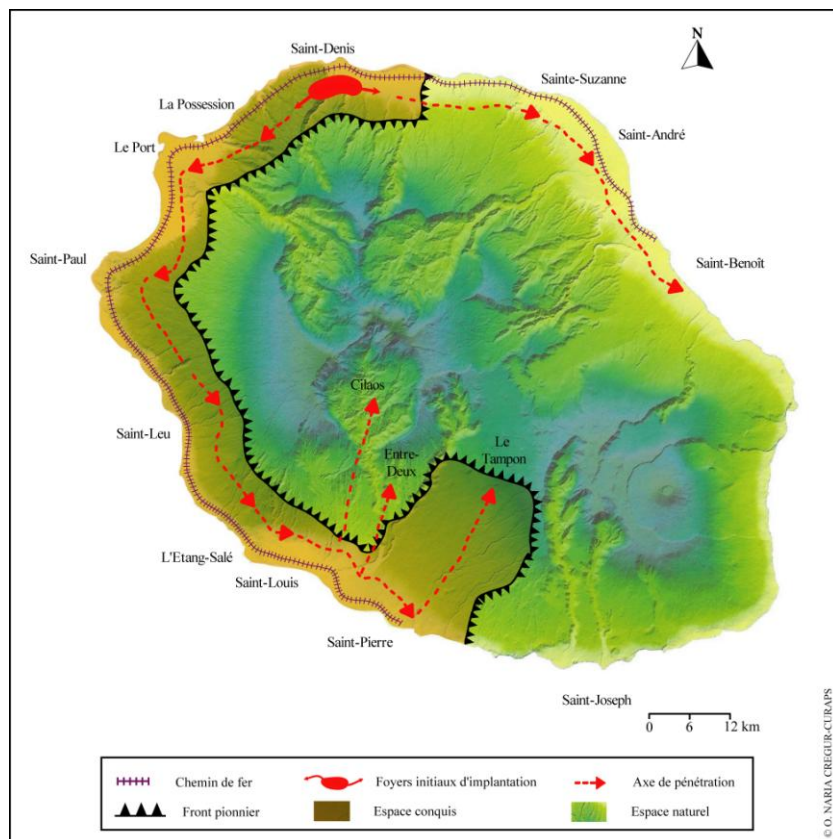 Saint-Denis
N
Sainte-Suzanne
La Possession
Saint-André
Le Port
Saint-Paul
Saint-Benoît
Cilaos
Saint-Leu
Entre-
Deux
Le
Tampon
L'Etang-Salé
Saint-Louis
Saint-Pierre
Saint-Joseph
0 6 12 km
Chemin de fer
Foyers initiaux d'implantation
Axe de pénétration
Front pionnier
Espace conquis
Espace naturel
© O. NARIA CREGUR-CURAPS